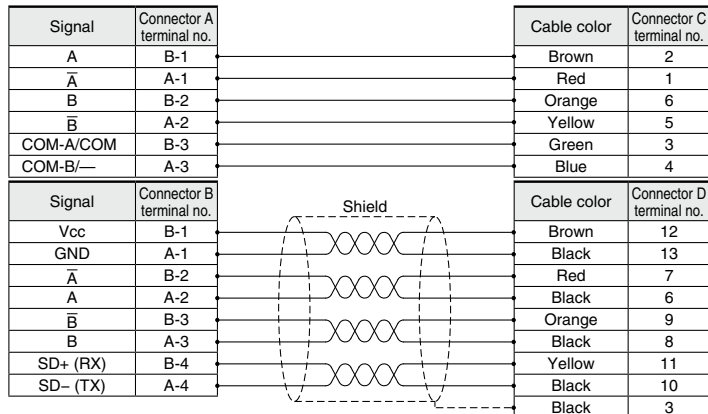 Signal Connector A terminal no. Cable color Connector C terminal no.
A B-1 Brown 2
A̅ A-1 Red 1
B B-2 Orange 6
B̅ A-2 Yellow 5
COM-A/COM B-3 Green 3
COM-B/— A-3 Blue 4
Signal Connector B terminal no. Shield Cable color Connector D terminal no.
Vcc B-1 Brown 12
GND A-1 Black 13
A̅ B-2 Red 7
A A-2 Black 6
B̅ B-3 Orange 9
B A-3 Black 8
SD+ (RX) B-4 Yellow 11
SD− (TX) A-4 Black 10
Black 3